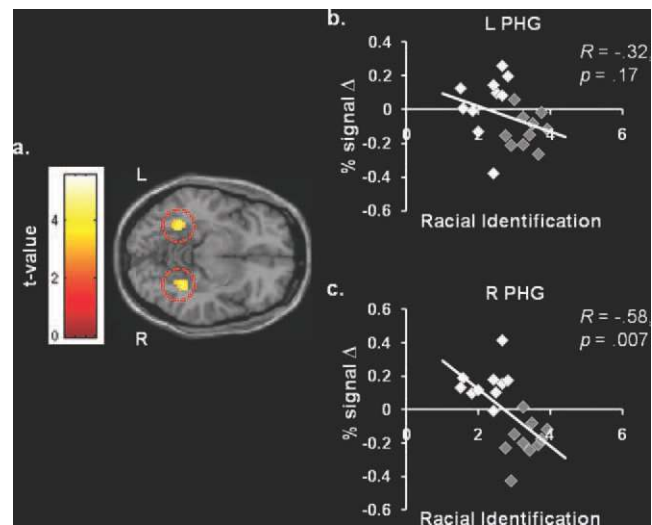 a.
L
t-value
4
2
0
R
b.
L PHG
R = -.32,
p = .17
% signal Δ
0.4
0.2
0
-0.2
-0.4
-0.6
0 2 4 6
Racial Identification
c.
R PHG
R = -.58,
p = .007
% signal Δ
0.6
0.4
0.2
0
-0.2
-0.4
-0.6
0 2 4 6
Racial Identification